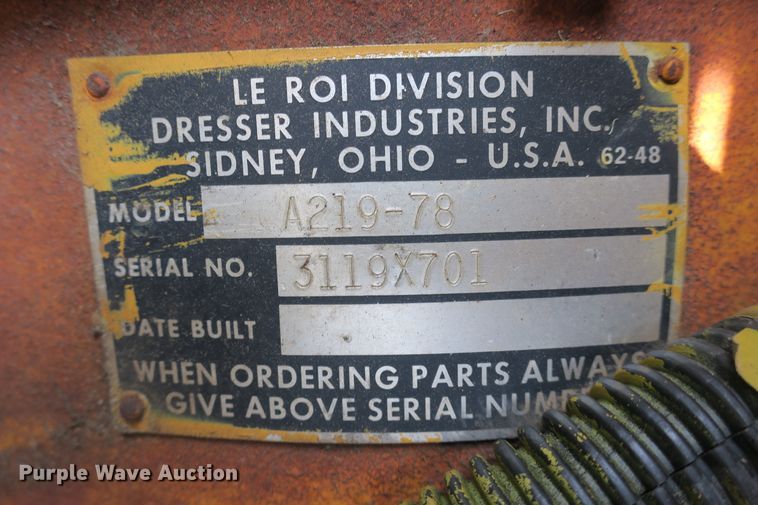 LE ROI DIVISION
DRESSER INDUSTRIES, INC.
SIDNEY, OHIO - U.S.A. 62-48
MODEL A219-78
SERIAL NO. 3119X701
DATE BUILT
WHEN ORDERING PARTS ALWAYS
GIVE ABOVE SERIAL NUMBER
Purple Wave Auction